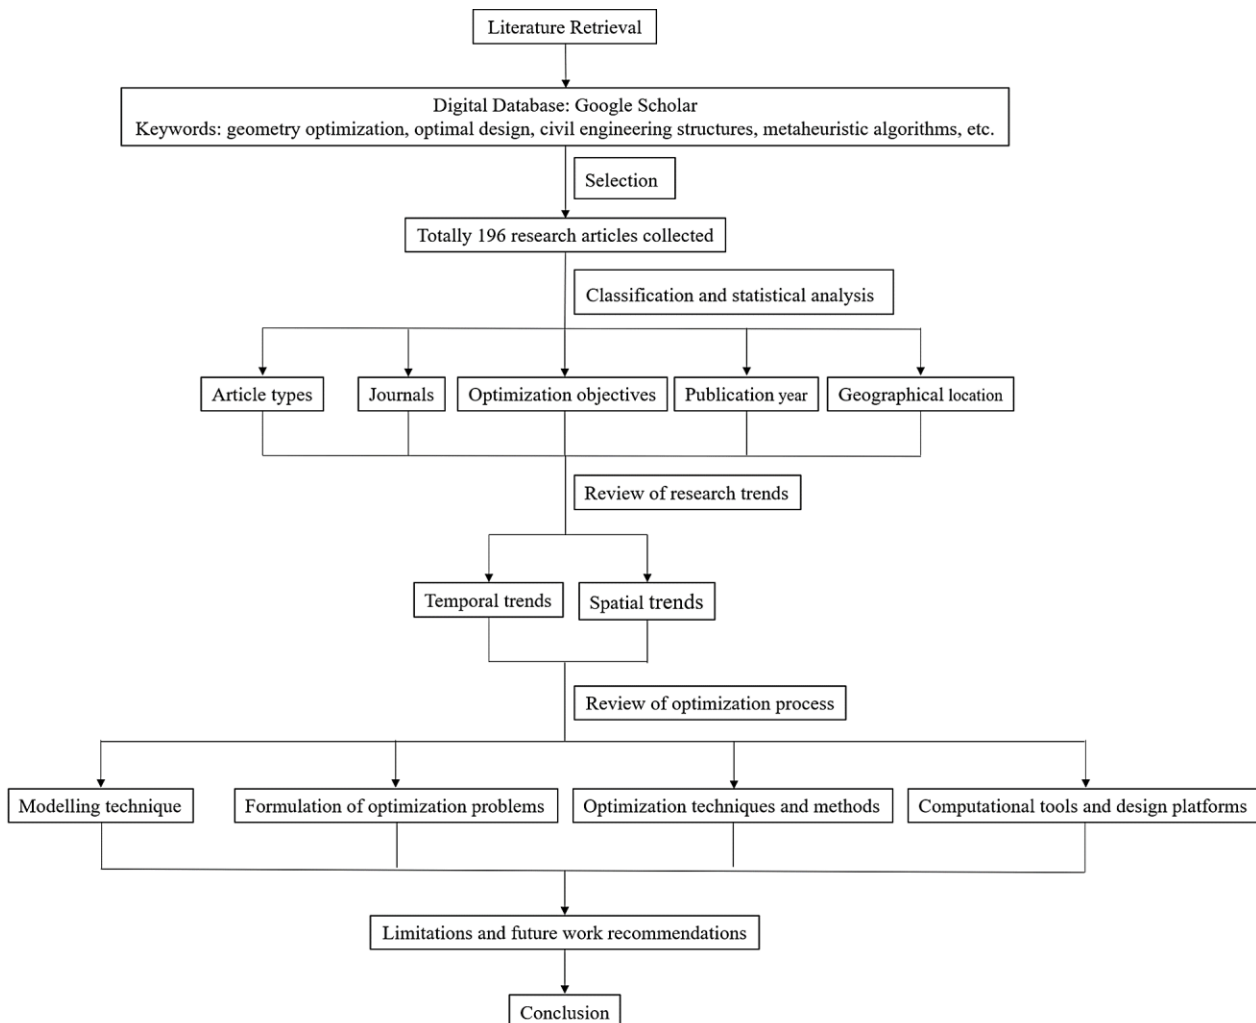 Literature Retrieval
Digital Database: Google Scholar
Keywords: geometry optimization, optimal design, civil engineering structures, metaheuristic algorithms, etc.
Selection
Totally 196 research articles collected
Classification and statistical analysis
Article types
Journals
Optimization objectives
Publication year
Geographical location
Review of research trends
Temporal trends
Spatial trends
Review of optimization process
Modelling technique
Formulation of optimization problems
Optimization techniques and methods
Computational tools and design platforms
Limitations and future work recommendations
Conclusion